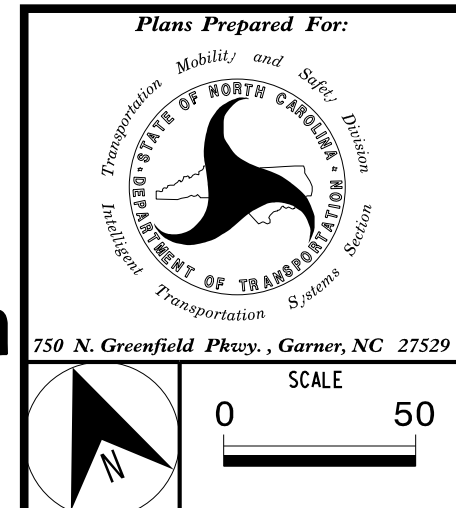 Plans Prepared For:
Transportation Mobility and Safety Division
STATE OF NORTH CAROLINA
DEPARTMENT OF TRANSPORTATION
Intelligent Transportation Systems Section
750 N. Greenfield Pkwy. , Garner, NC 27529
SCALE
0 50
N